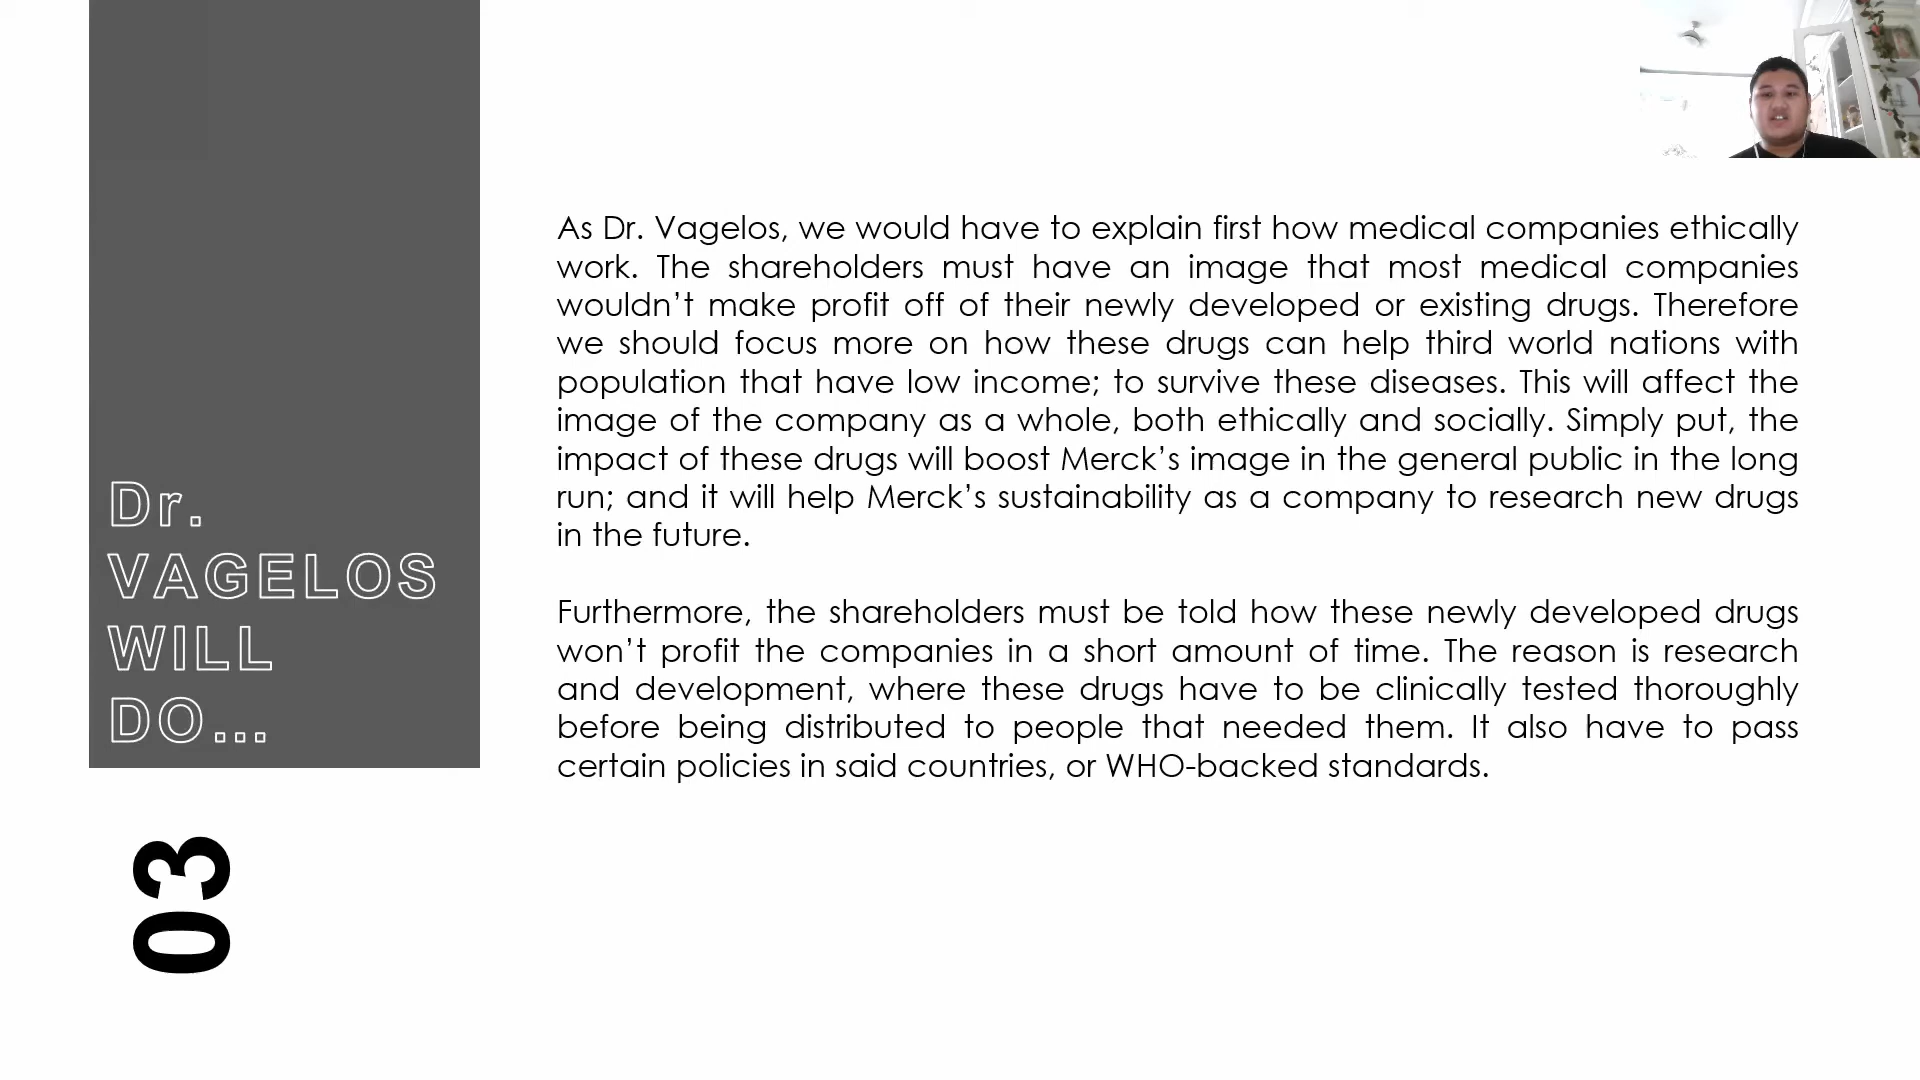 Dr.
VAGELOS
WILL
DO...
03
As Dr. Vagelos, we would have to explain first how medical companies ethically
work. The shareholders must have an image that most medical companies
wouldn’t make profit off of their newly developed or existing drugs. Therefore
we should focus more on how these drugs can help third world nations with
population that have low income; to survive these diseases. This will affect the
image of the company as a whole, both ethically and socially. Simply put, the
impact of these drugs will boost Merck’s image in the general public in the long
run; and it will help Merck’s sustainability as a company to research new drugs
in the future.
Furthermore, the shareholders must be told how these newly developed drugs
won’t profit the companies in a short amount of time. The reason is research
and development, where these drugs have to be clinically tested thoroughly
before being distributed to people that needed them. It also have to pass
certain policies in said countries, or WHO-backed standards.